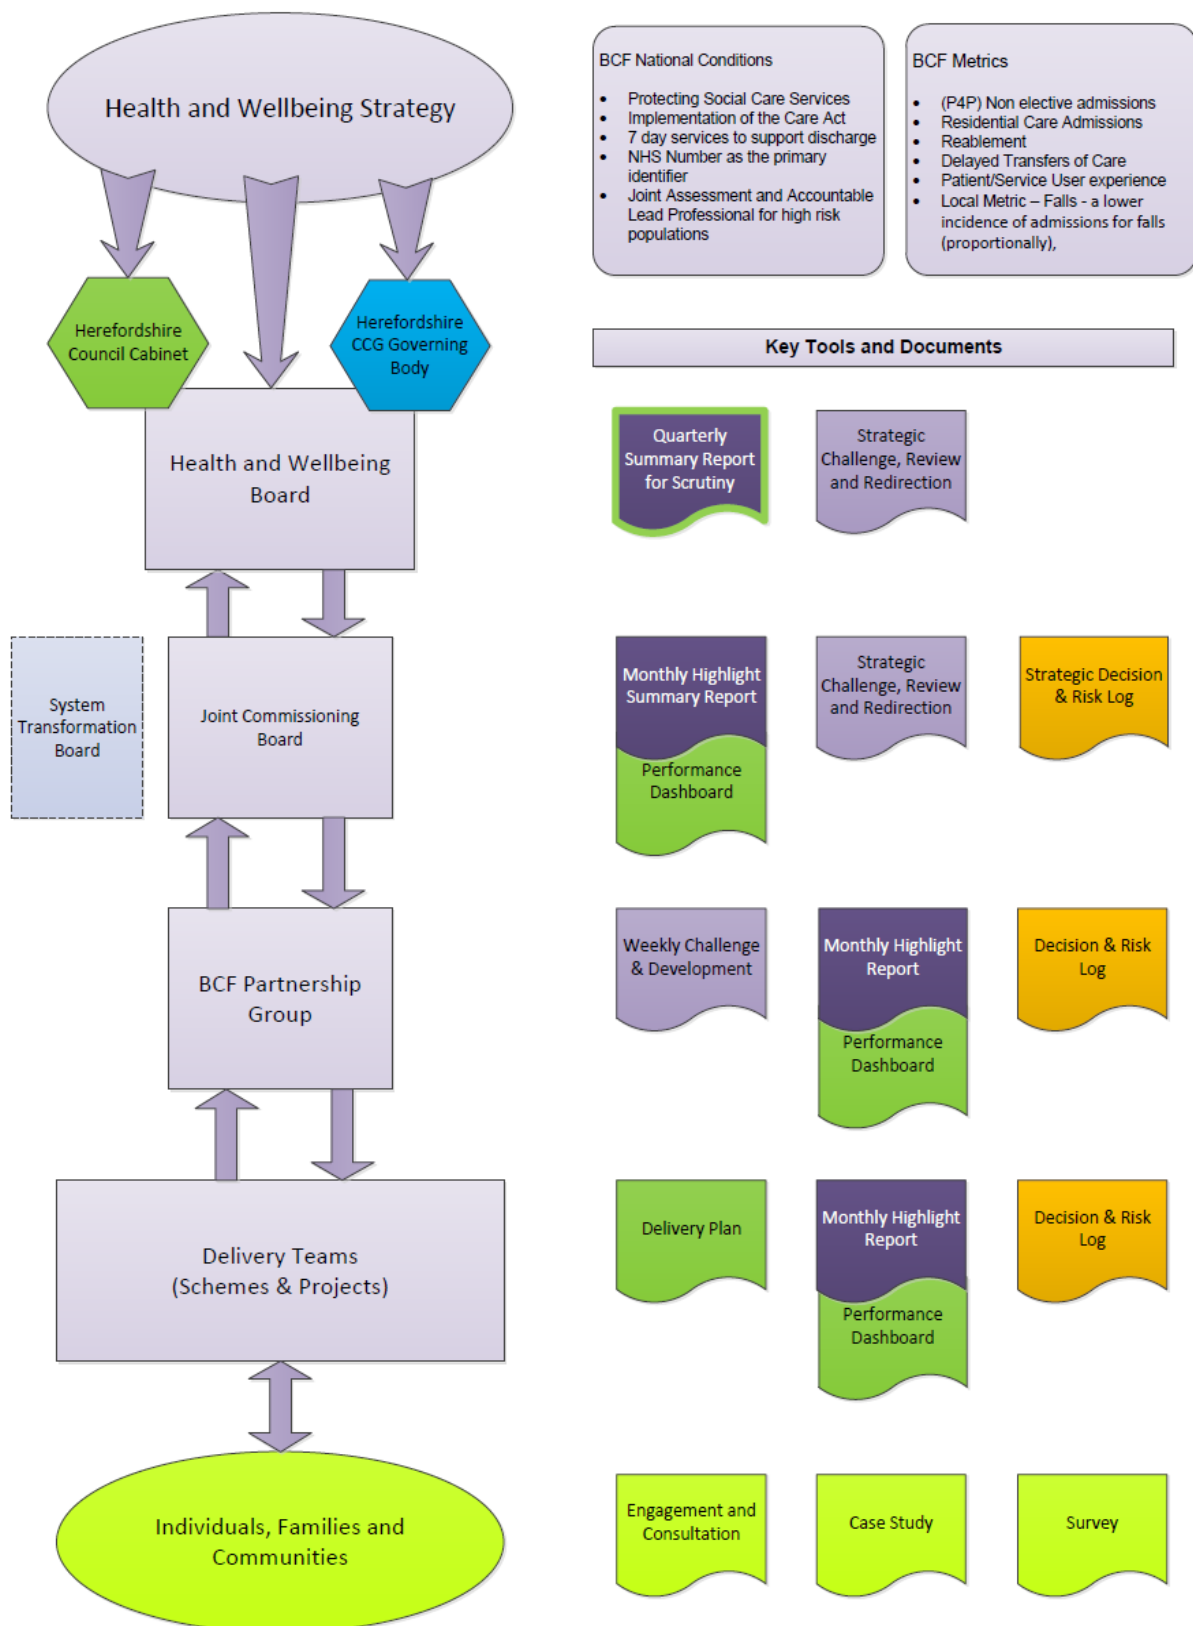 Health and Wellbeing Strategy
BCF National Conditions
• Protecting Social Care Services
• Implementation of the Care Act
• 7 day services to support discharge
• NHS Number as the primary
identifier
• Joint Assessment and Accountable
Lead Professional for high risk
populations
BCF Metrics
• (P4P) Non elective admissions
• Residential Care Admissions
• Reablement
• Delayed Transfers of Care
• Patient/Service User experience
• Local Metric – Falls - a lower
incidence of admissions for falls
(proportionally),
Herefordshire
Council Cabinet
Herefordshire
CCG Governing
Body
Key Tools and Documents
Health and Wellbeing
Board
Quarterly
Summary Report
for Scrutiny
Strategic
Challenge, Review
and Redirection
System
Transformation
Board
Joint Commissioning
Board
Monthly Highlight
Summary Report
Performance
Dashboard
Strategic
Challenge, Review
and Redirection
Strategic Decision
& Risk Log
BCF Partnership
Group
Weekly Challenge
& Development
Monthly Highlight
Report
Performance
Dashboard
Decision & Risk
Log
Delivery Teams
(Schemes & Projects)
Delivery Plan
Monthly Highlight
Report
Performance
Dashboard
Decision & Risk
Log
Individuals, Families and
Communities
Engagement and
Consultation
Case Study
Survey